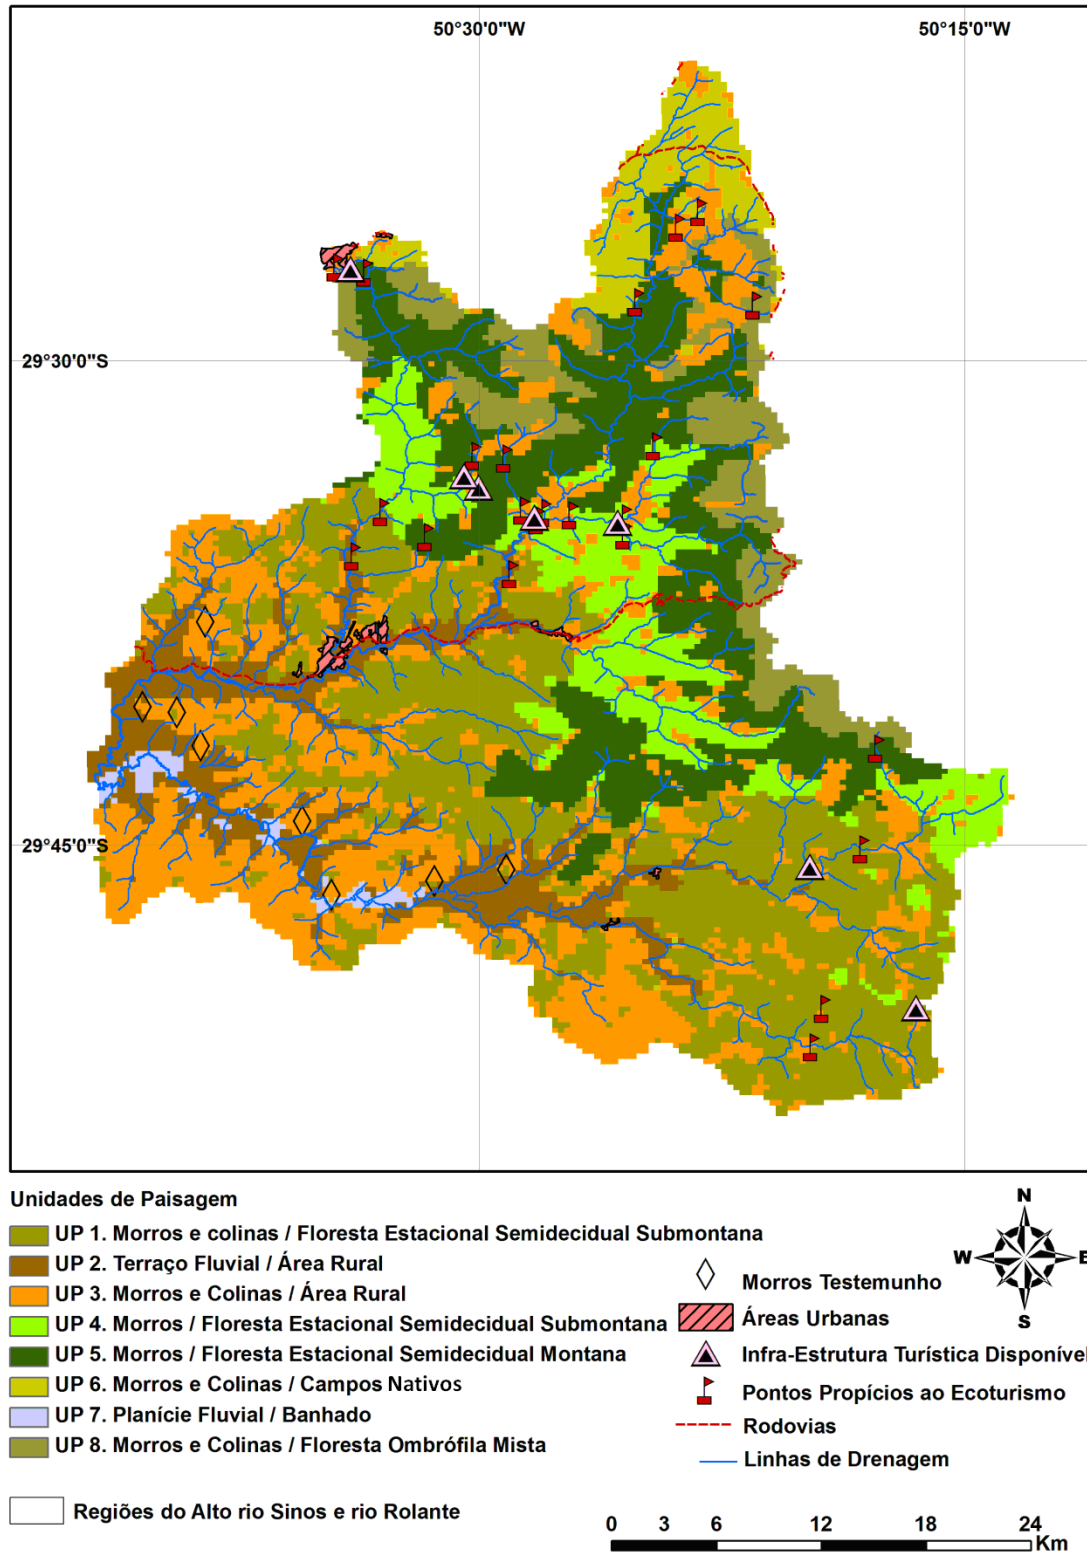 50°30'0"W
50°15'0"W
29°30'0"S
29°45'0"S
Unidades de Paisagem
UP 1. Morros e colinas / Floresta Estacional Semidecidual Submontana
UP 2. Terraço Fluvial / Área Rural
UP 3. Morros e Colinas / Área Rural
UP 4. Morros / Floresta Estacional Semidecidual Submontana
UP 5. Morros / Floresta Estacional Semidecidual Montana
UP 6. Morros e Colinas / Campos Nativos
UP 7. Planície Fluvial / Banhado
UP 8. Morros e Colinas / Floresta Ombrófila Mista
Regiões do Alto rio Sinos e rio Rolante
Morros Testemunho
Áreas Urbanas
Infra-Estrutura Turística Disponível
Pontos Propícios ao Ecoturismo
Rodovias
Linhas de Drenagem
N
W E
S
0 3 6 12 18 24
Km